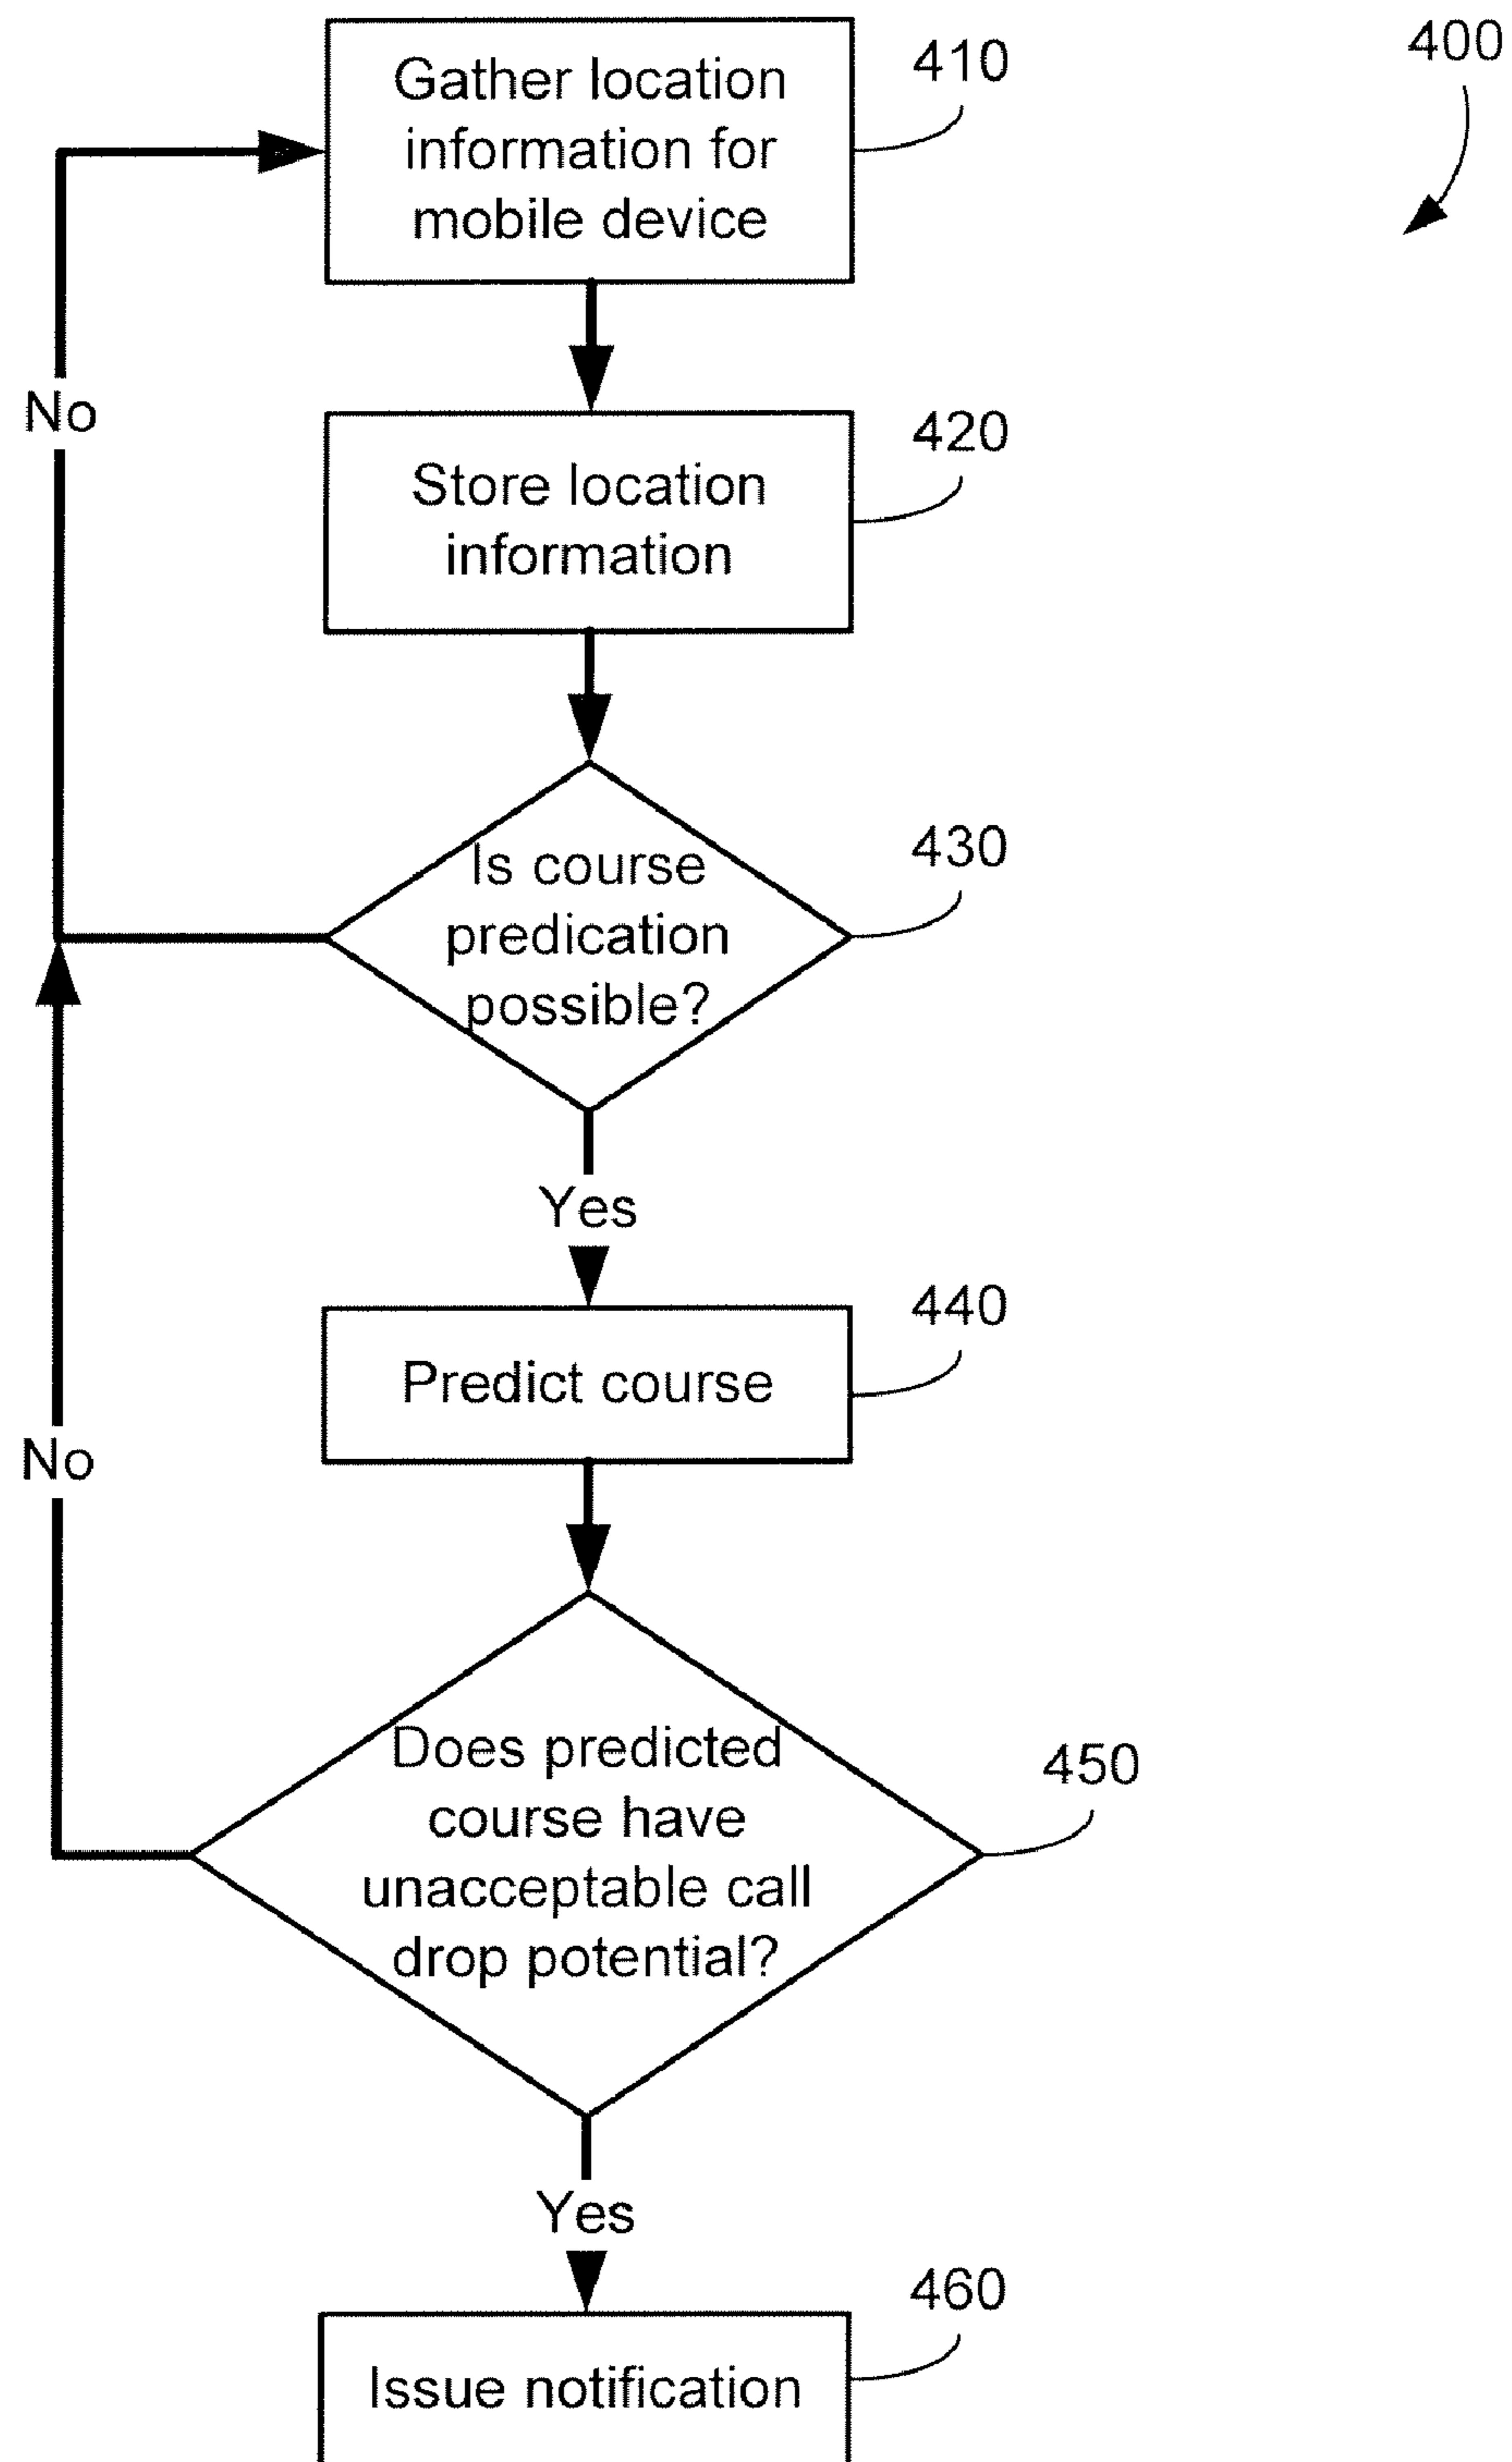 400
410
Gather location
information for
mobile device
No
420
Store location
information
430
Is course
predication
possible?
Yes
440
Predict course
No
450
Does predicted
course have
unacceptable call
drop potential?
Yes
460
Issue notification